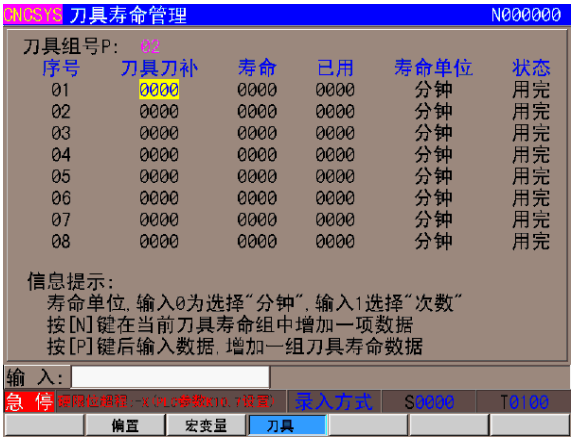 CNCSYS 刀具寿命管理 N000000
刀具组号P: 02
序号 刀具刀补 寿命 已用 寿命单位 状态
01 0000 0000 0000 分钟 用完
02 0000 0000 0000 分钟 用完
03 0000 0000 0000 分钟 用完
04 0000 0000 0000 分钟 用完
05 0000 0000 0000 分钟 用完
06 0000 0000 0000 分钟 用完
07 0000 0000 0000 分钟 用完
08 0000 0000 0000 分钟 用完
信息提示:
寿命单位,输入0为选择"分钟",输入1选择"次数"
按[N]键在当前刀具寿命组中增加一项数据
按[P]键后输入数据,增加一组刀具寿命数据
输 入:
急 停 录入方式 S0000 T0100
偏置 宏变量 刀具